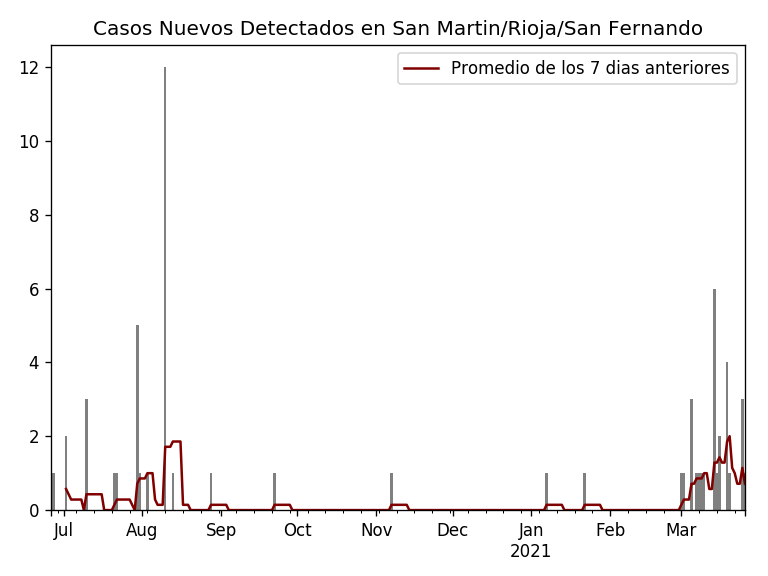 Casos Nuevos Detectados en San Martin/Rioja/San Fernando
Promedio de los 7 dias anteriores
12
10
8
6
4
2
0
Jul Aug Sep Oct Nov Dec Jan Feb Mar
2021